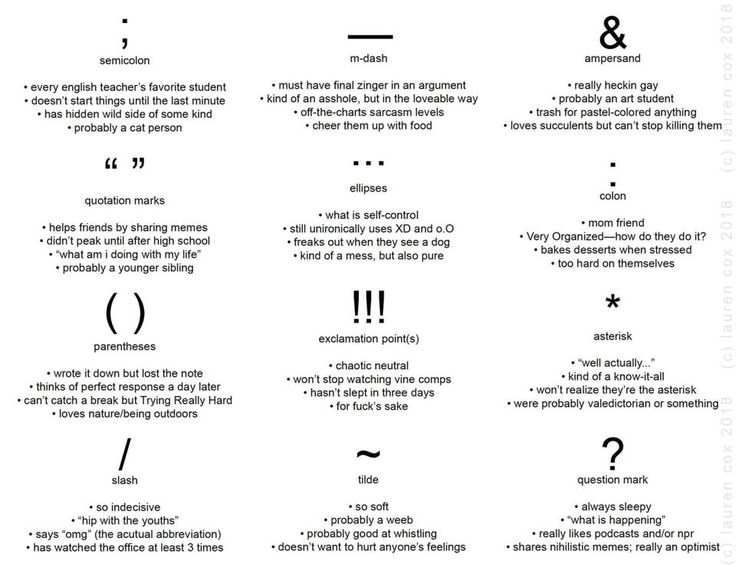 ;
semicolon
• every english teacher's favorite student
• doesn't start things until the last minute
• has hidden wild side of some kind
• probably a cat person
—
m-dash
• must have final zinger in an argument
• kind of an asshole, but in the loveable way
• off-the-charts sarcasm levels
• cheer them up with food
&
ampersand
• really heckin gay
• probably an art student
• trash for pastel-colored anything
• loves succulents but can't stop killing them
“ ”
quotation marks
• helps friends by sharing memes
• didn't peak until after high school
• “what am i doing with my life”
• probably a younger sibling
...
ellipses
• what is self-control
• still unironically uses XD and o.O
• freaks out when they see a dog
• kind of a mess, but also pure
:
colon
• mom friend
• Very Organized—how do they do it?
• bakes desserts when stressed
• too hard on themselves
( )
parentheses
• wrote it down but lost the note
• thinks of perfect response a day later
• can't catch a break but Trying Really Hard
• loves nature/being outdoors
!!!
exclamation point(s)
• chaotic neutral
• won't stop watching vine comps
• hasn't slept in three days
• for fuck's sake
*
asterisk
• “well actually...”
• kind of a know-it-all
• won't realize they're the asterisk
• were probably valedictorian or something
/
slash
• so indecisive
• “hip with the youths”
• says “omg” (the acutual abbreviation)
• has watched the office at least 3 times
~
tilde
• so soft
• probably a weeb
• probably good at whistling
• doesn't want to hurt anyone's feelings
?
question mark
• always sleepy
• “what is happening”
• really likes podcasts and/or npr
• shares nihilistic memes; really an optimist
(c) lauren cox 2018 (c) lauren cox 2018 (c) lauren cox 2018